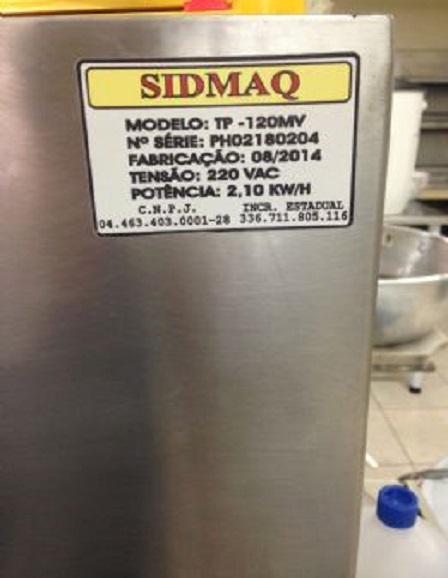 SIDMAQ
MODELO: TP -120MV
Nº SÉRIE: PH02180204
FABRICAÇÃO: 08/2014
TENSÃO: 220 VAC
POTÊNCIA: 2,10 KW/H
C.N.P.J. INCR. ESTADUAL
04.463.403.0001-28 336.711.805.116